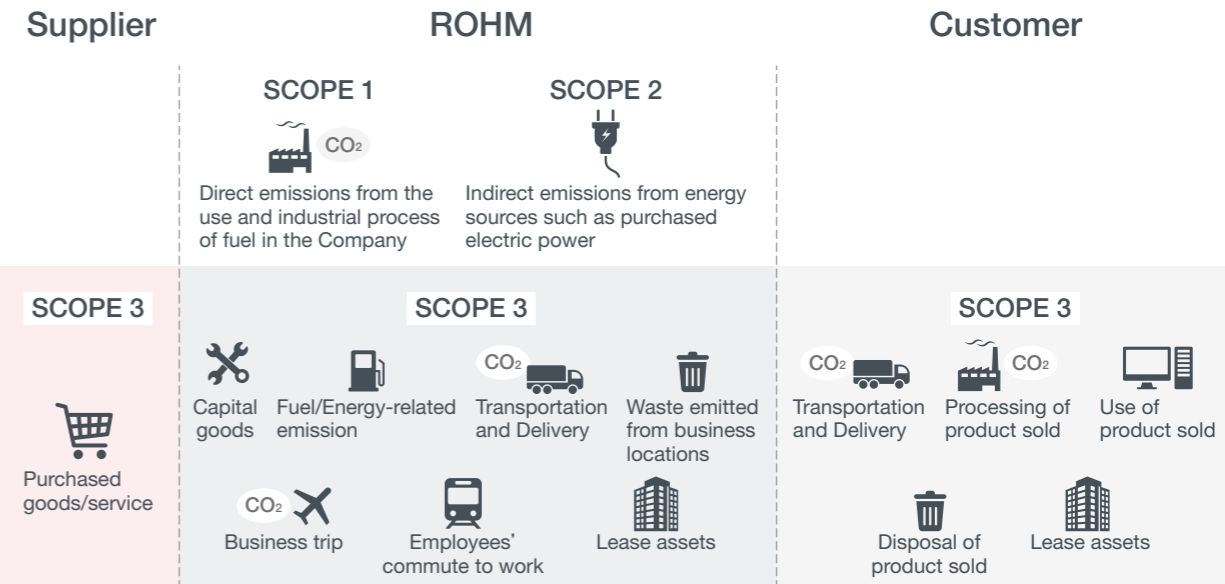 Supplier
ROHM
Customer
SCOPE 1
CO₂
Direct emissions from the
use and industrial process
of fuel in the Company
SCOPE 2
Indirect emissions from energy
sources such as purchased
electric power
SCOPE 3
Purchased
goods/service
SCOPE 3
Capital
goods
Fuel/Energy-related
emission
CO₂
Transportation
and Delivery
Waste emitted
from business
locations
CO₂
Business trip
Employees’
commute to work
Lease assets
SCOPE 3
CO₂
Transportation
and Delivery
CO₂
Processing of
product sold
Use of
product sold
Disposal of
product sold
Lease assets